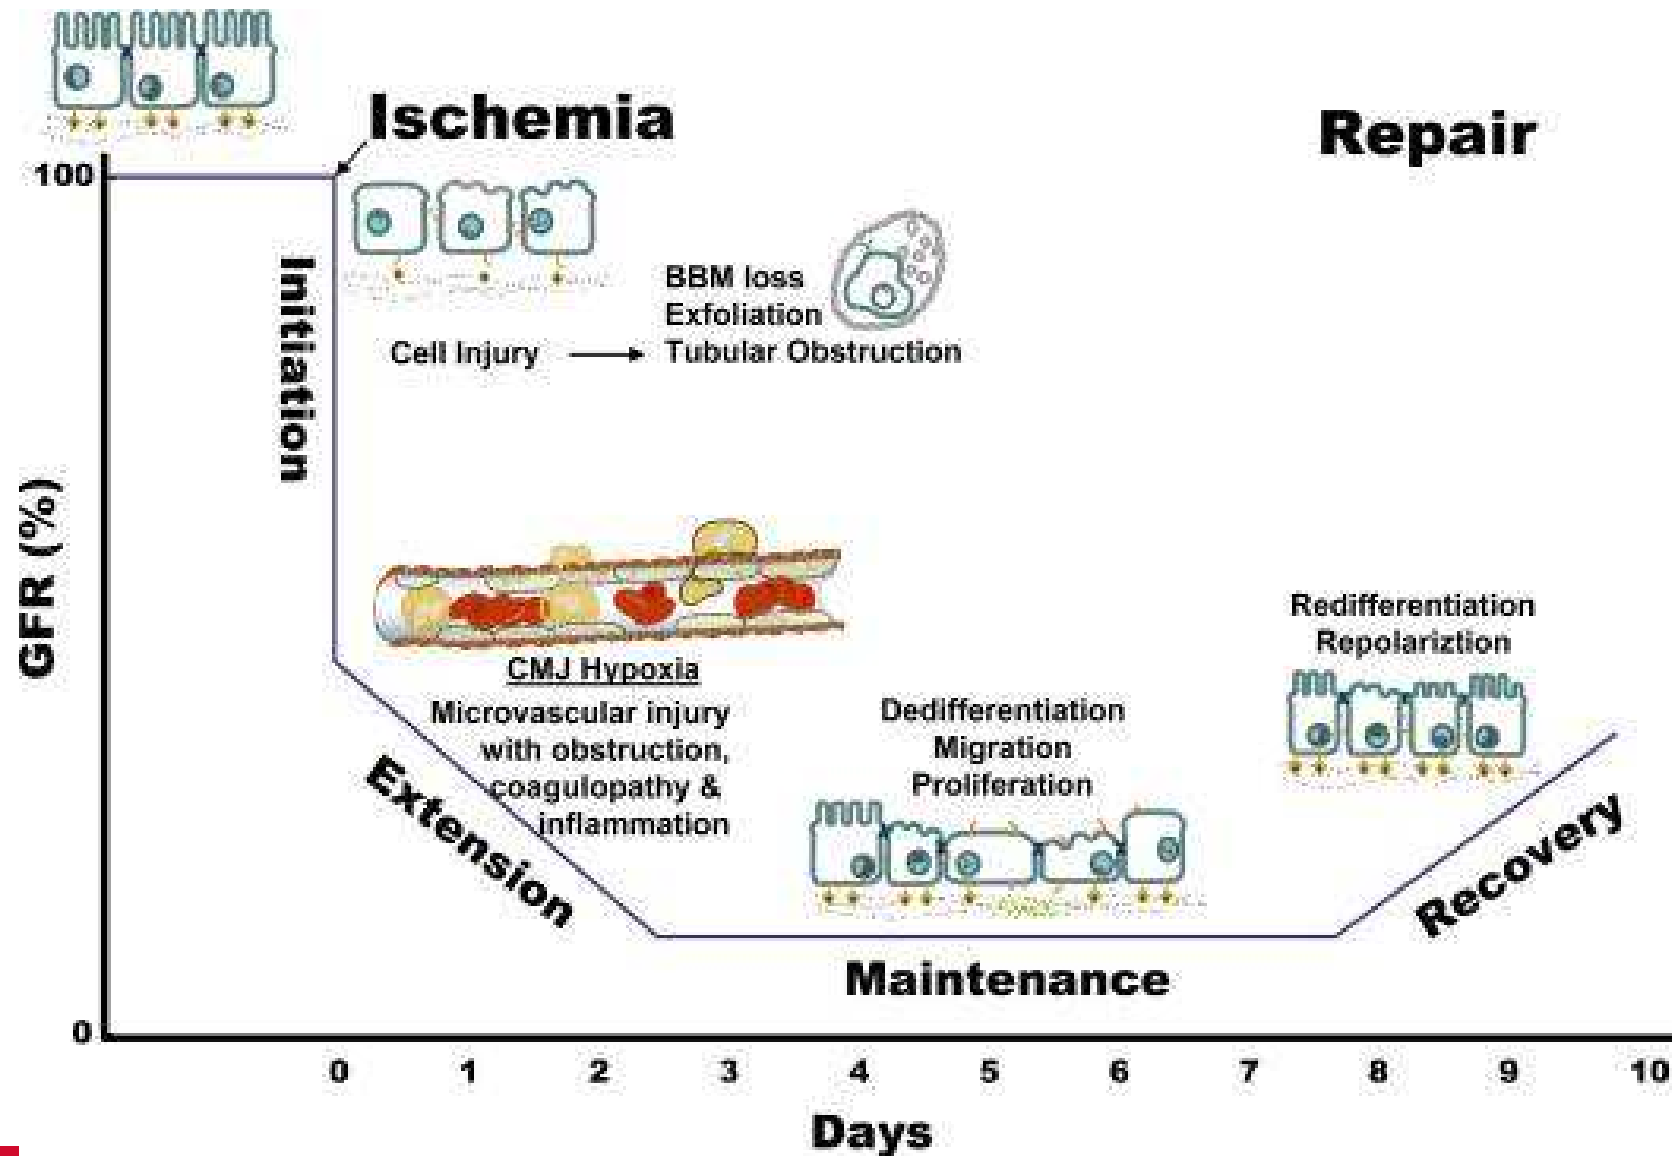 Ischemia
Repair
100
Initiation
BBM loss
Exfoliation
Cell Injury
Tubular Obstruction
GFR (%)
CMJ Hypoxia
Microvascular injury
with obstruction,
coagulopathy &
inflammation
Extension
Dedifferentiation
Migration
Proliferation
Redifferentiation
Repolariztion
Recovery
Maintenance
0
0 1 2 3 4 5 6 7 8 9 10
Days